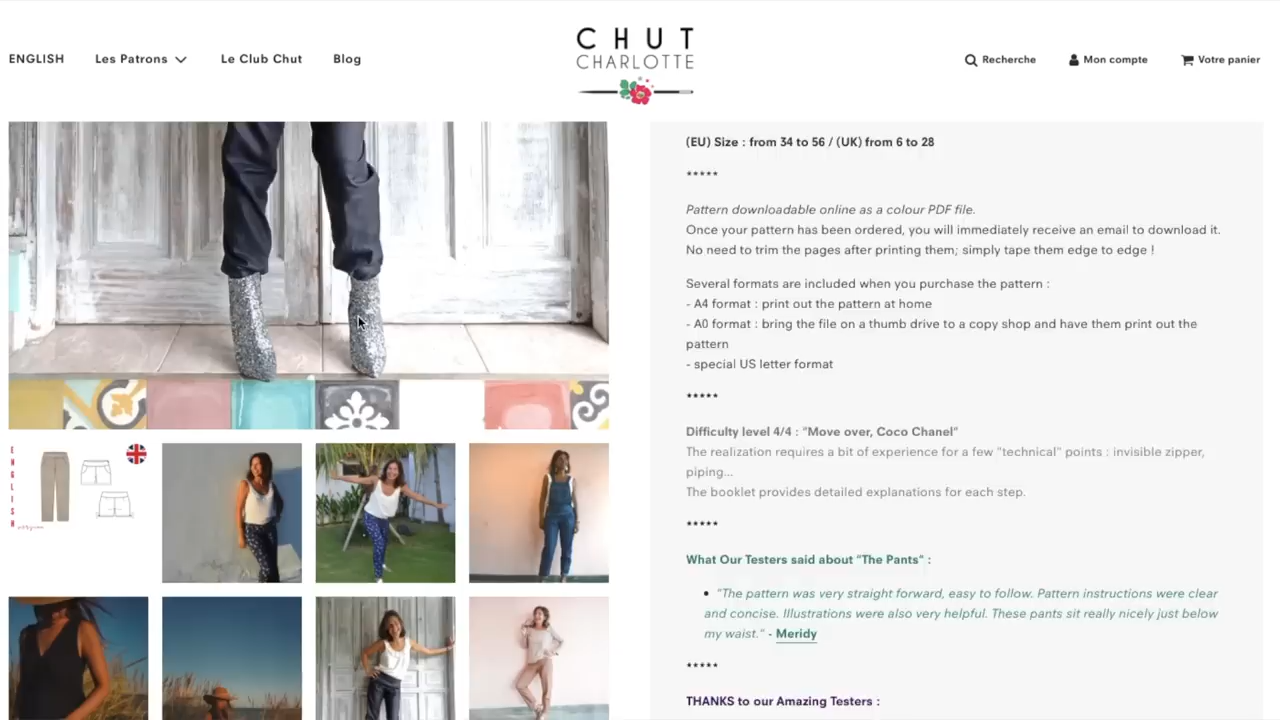 CHUT
CHARLOTTE
ENGLISH
Les Patrons
Le Club Chut
Blog
Recherche
Mon compte
Votre panier
(EU) Size : from 34 to 56 / (UK) from 6 to 28
*****
Pattern downloadable online as a colour PDF file.
Once your pattern has been ordered, you will immediately receive an email to download it.
No need to trim the pages after printing them; simply tape them edge to edge !
Several formats are included when you purchase the pattern :
- A4 format : print out the pattern at home
- A0 format : bring the file on a thumb drive to a copy shop and have them print out the
pattern
- special US letter format
*****
Difficulty level 4/4 : "Move over, Coco Chanel"
The realization requires a bit of experience for a few "technical" points : invisible zipper,
piping...
The booklet provides detailed explanations for each step.
*****
What Our Testers said about "The Pants" :
• "The pattern was very straight forward, easy to follow. Pattern instructions were clear
and concise. Illustrations were also very helpful. These pants sit really nicely just below
my waist." - Meridy
*****
THANKS to our Amazing Testers :
ENGLISH